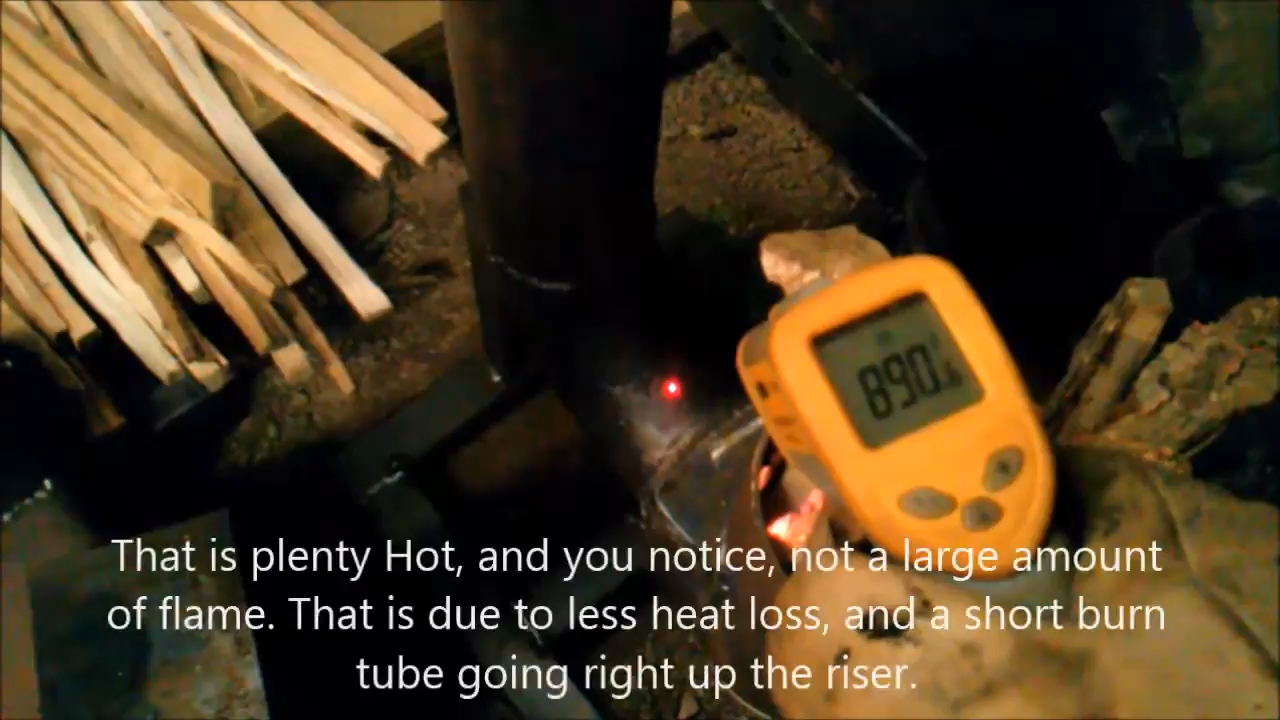 890.
That is plenty Hot, and you notice, not a large amount
of flame. That is due to less heat loss, and a short burn
tube going right up the riser.